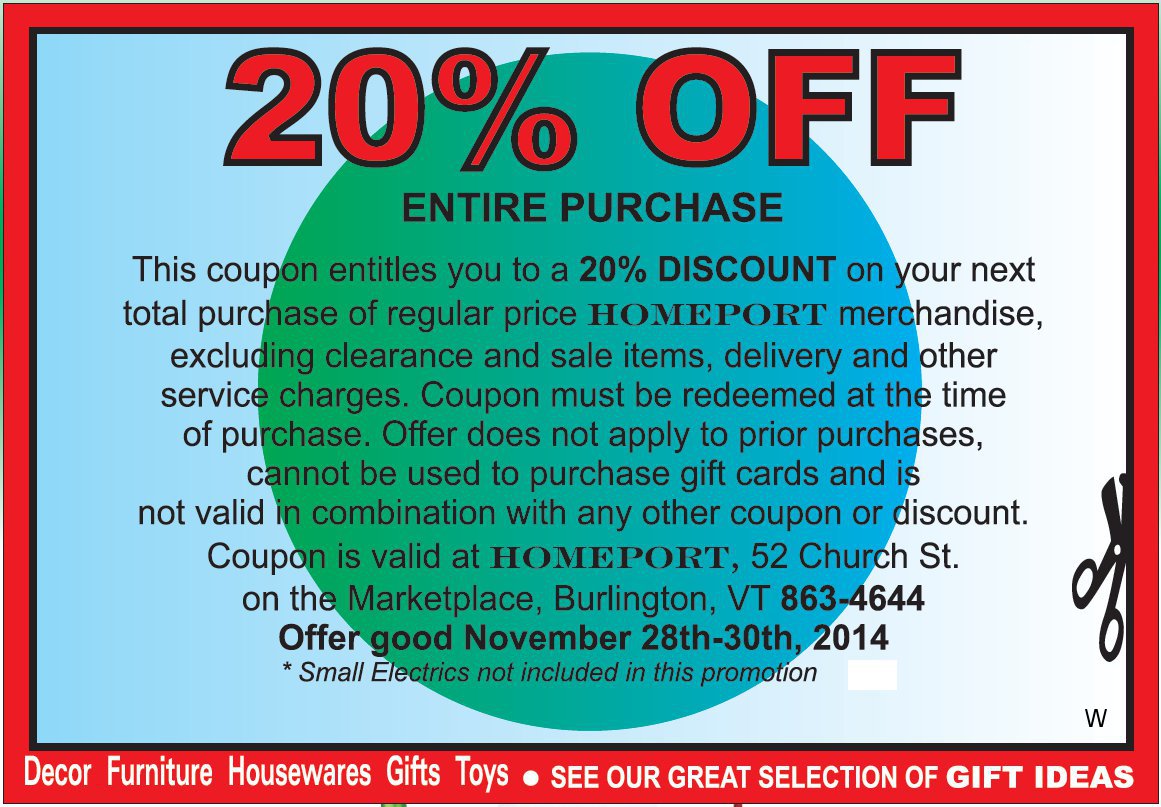 20% OFF
ENTIRE PURCHASE
This coupon entitles you to a 20% DISCOUNT on your next
total purchase of regular price HOMEPORT merchandise,
excluding clearance and sale items, delivery and other
service charges. Coupon must be redeemed at the time
of purchase. Offer does not apply to prior purchases,
cannot be used to purchase gift cards and is
not valid in combination with any other coupon or discount.
Coupon is valid at HOMEPORT, 52 Church St.
on the Marketplace, Burlington, VT 863-4644
Offer good November 28th-30th, 2014
* Small Electrics not included in this promotion
W
Decor Furniture Housewares Gifts Toys ● SEE OUR GREAT SELECTION OF GIFT IDEAS